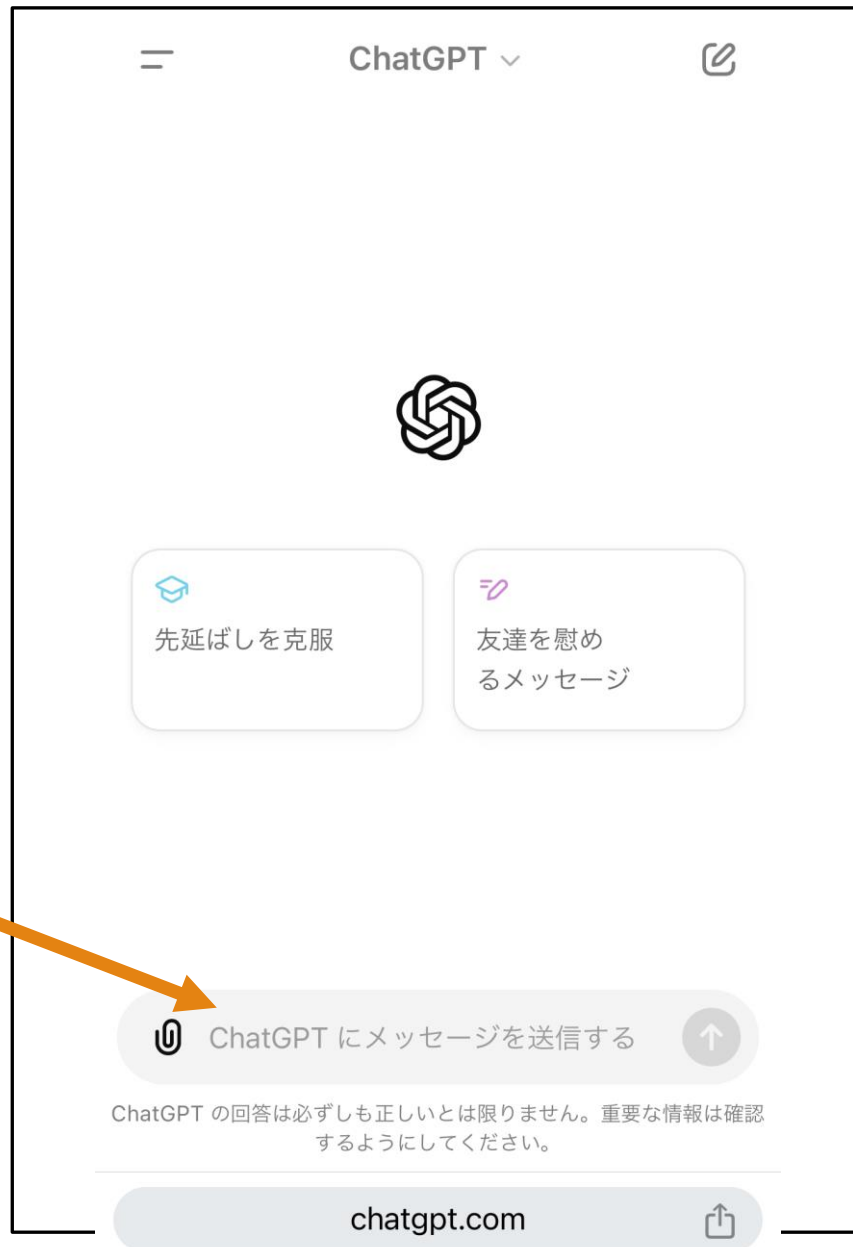 ChatGPT
先延ばしを克服
友達を慰め
るメッセージ
ChatGPT にメッセージを送信する
ChatGPT の回答は必ずしも正しいとは限りません。重要な情報は確認
するようにしてください。
chatgpt.com